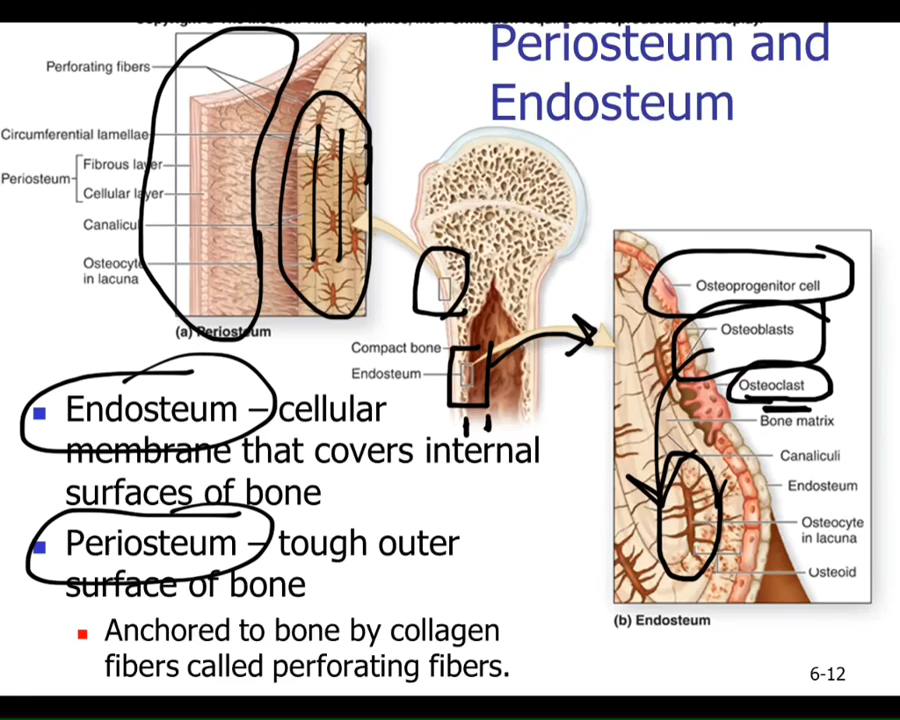 Periosteum and
Endosteum
Perforating fibers
Circumferential lamellae
Fibrous layer
Periosteum
Cellular layer
Canaliculi
Osteocyte
in lacuna
(a) Periosteum
Compact bone
Endosteum
Osteoprogenitor cell
Osteoblasts
Osteoclast
Bone matrix
Canaliculi
Endosteum
Osteocyte
in lacuna
Osteoid
(b) Endosteum
Endosteum – cellular
membrane that covers internal
surfaces of bone
Periosteum – tough outer
surface of bone
Anchored to bone by collagen
fibers called perforating fibers.
6-12